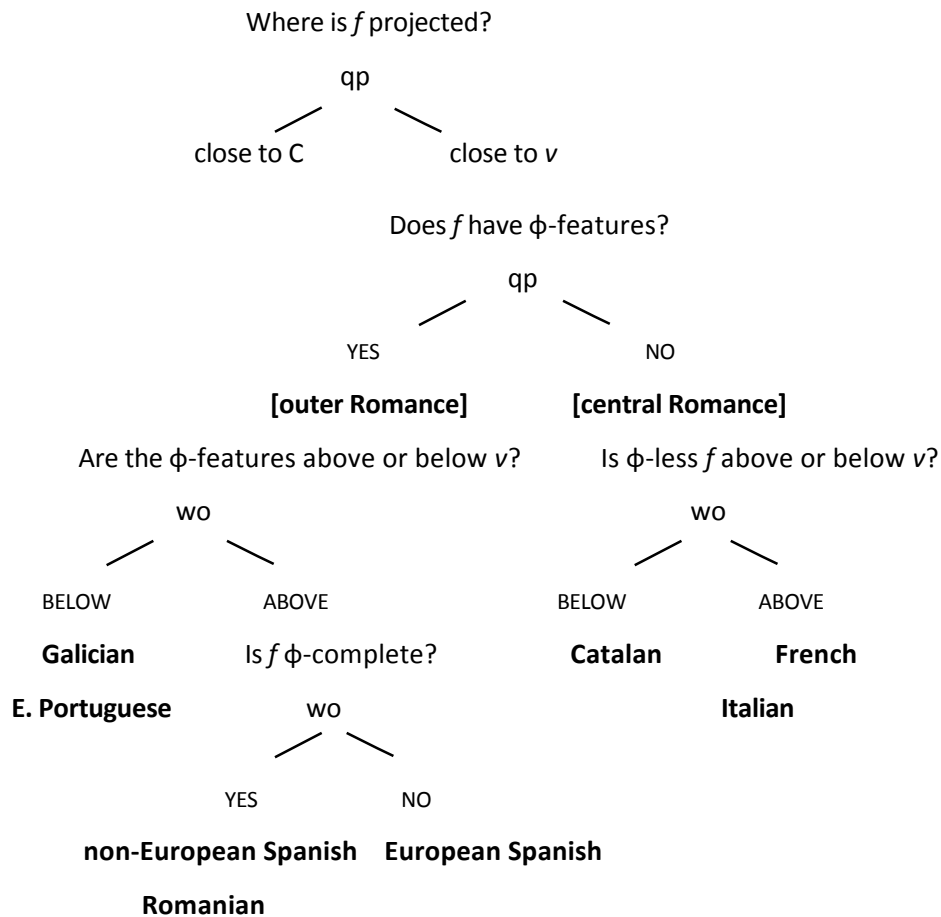 Where is f projected?
qp
close to C close to v
Does f have ϕ-features?
qp
YES NO
[outer Romance] [central Romance]
Are the ϕ-features above or below v? Is ϕ-less f above or below v?
wo wo
BELOW ABOVE BELOW ABOVE
Galician Is f ϕ-complete? Catalan French
E. Portuguese wo Italian
YES NO
non-European Spanish European Spanish
Romanian